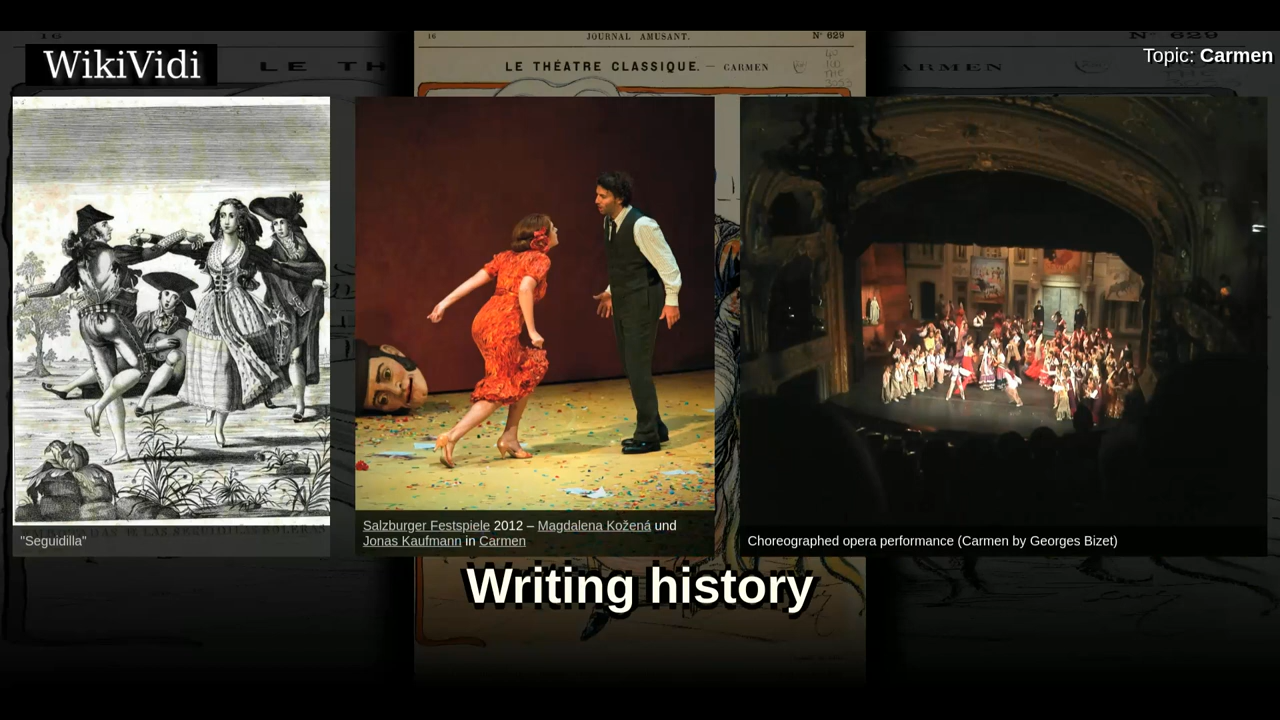 16 JOURNAL AMUSANT. N° 629
WikiVidi
Topic: Carmen
LE THÉATRE CLASSIQUE. — CARMEN
"Seguidilla"
Salzburger Festspiele 2012 – Magdalena Kožená und
Jonas Kaufmann in Carmen
Choreographed opera performance (Carmen by Georges Bizet)
Writing history